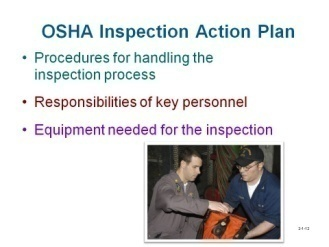 OSHA Inspection Action Plan
• Procedures for handling the
inspection process
• Responsibilities of key personnel
• Equipment needed for the inspection